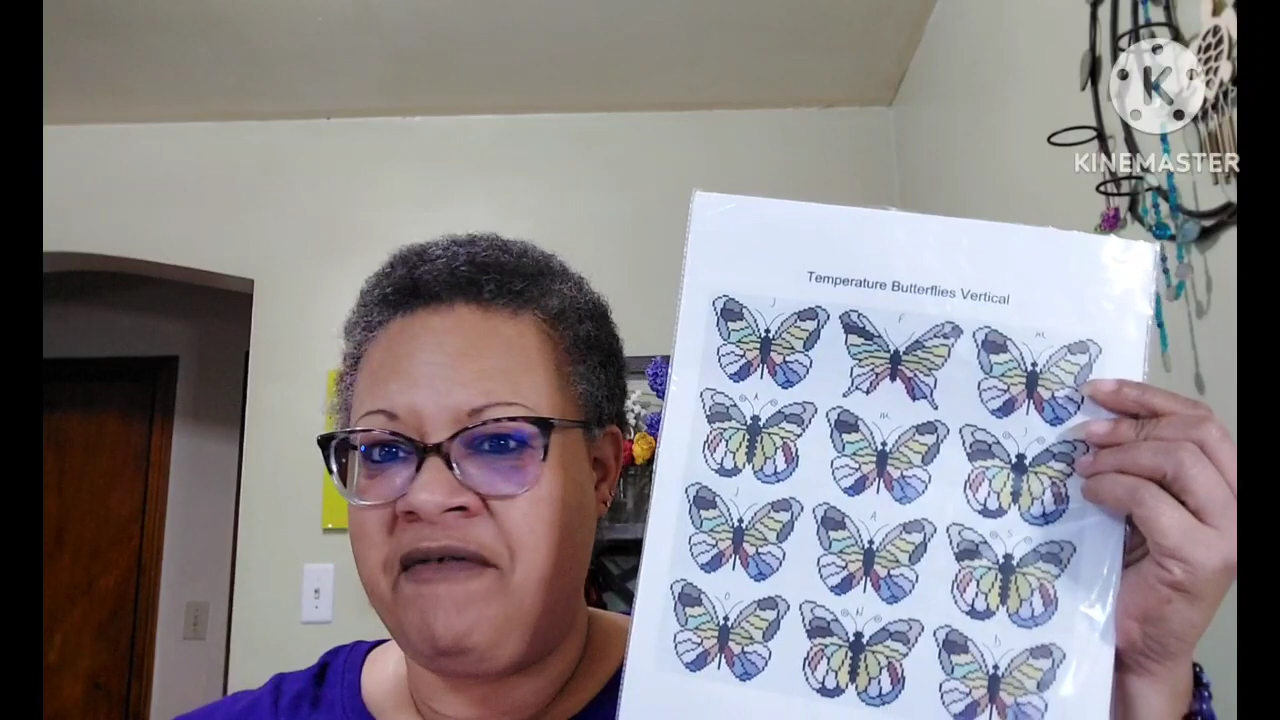 K
KINEMASTER
Temperature Butterflies Vertical
J F M
A M J
J A S
O N D